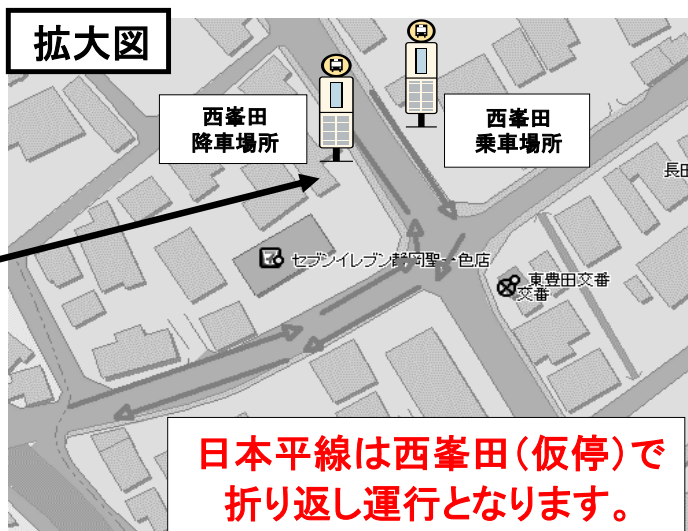 拡大図
西峯田
降車場所
西峯田
乗車場所
長田
セブンイレブン静岡聖一色店
東豊田交番
交番
日本平線は西峯田（仮停）で
折り返し運行となります。